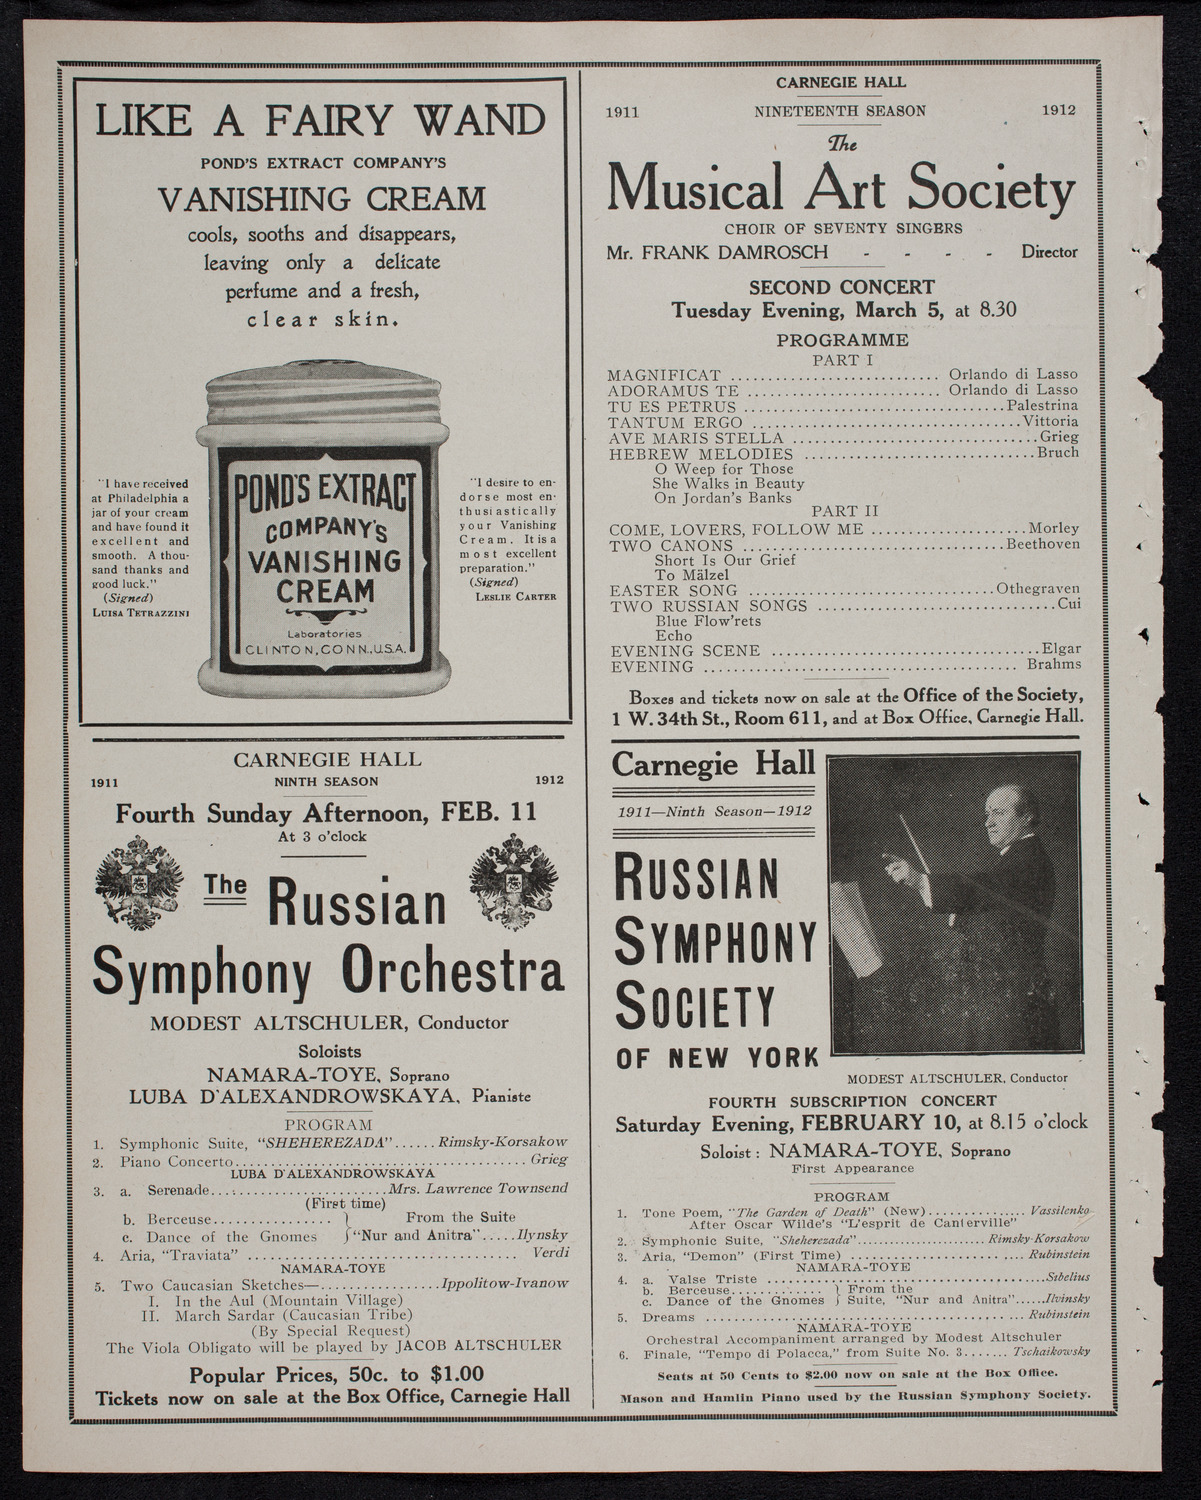 LIKE A FAIRY WAND
POND'S EXTRACT COMPANY'S
VANISHING CREAM
cools, sooths and disappears,
leaving only a delicate
perfume and a fresh,
clear skin.
"I have received
at Philadelphia a
jar of your cream
and have found it
excellent and
smooth. A thou-
sand thanks and
good luck."
(Signed)
LUISA TETRAZZINI
POND'S EXTRACT
COMPANY'S
VANISHING
CREAM
Laboratories
CLINTON, CONN., U.S.A.
"I desire to en-
dorse most en-
thusiastically
your Vanishing
Cream. It is a
most excellent
preparation."
(Signed)
LESLIE CARTER
CARNEGIE HALL
1911 NINTH SEASON 1912
Fourth Sunday Afternoon, FEB. 11
At 3 o'clock
The Russian
Symphony Orchestra
MODEST ALTSCHULER, Conductor
Soloists
NAMARA-TOYE, Soprano
LUBA D'ALEXANDROWSKAYA, Pianiste
PROGRAM
1. Symphonic Suite, "SHEHEREZADA"......Rimsky-Korsakow
2. Piano Concerto........................................Grieg
LUBA D'ALEXANDROWSKAYA
3. a. Serenade........................Mrs. Lawrence Townsend
(First time)
b. Berceuse................ } From the Suite
c. Dance of the Gnomes } "Nur and Anitra".....Ilynsky
4. Aria, "Traviata" ........................................Verdi
NAMARA-TOYE
5. Two Caucasian Sketches—.................Ippolitow-Ivanow
I. In the Aul (Mountain Village)
II. March Sardar (Caucasian Tribe)
(By Special Request)
The Viola Obligato will be played by JACOB ALTSCHULER
Popular Prices, 50c. to $1.00
Tickets now on sale at the Box Office, Carnegie Hall
CARNEGIE HALL
1911 NINETEENTH SEASON 1912
The
Musical Art Society
CHOIR OF SEVENTY SINGERS
Mr. FRANK DAMROSCH - - - - Director
SECOND CONCERT
Tuesday Evening, March 5, at 8.30
PROGRAMME
PART I
MAGNIFICAT ........................... Orlando di Lasso
ADORAMUS TE ......................... Orlando di Lasso
TU ES PETRUS ..................................Palestrina
TANTUM ERGO ...................................Vittoria
AVE MARIS STELLA ................................Grieg
HEBREW MELODIES ..............................Bruch
O Weep for Those
She Walks in Beauty
On Jordan's Banks
PART II
COME, LOVERS, FOLLOW ME ....................Morley
TWO CANONS ..................................Beethoven
Short Is Our Grief
To Mälzel
EASTER SONG ................................Othegraven
TWO RUSSIAN SONGS ...............................Cui
Blue Flow'rets
Echo
EVENING SCENE ...................................Elgar
EVENING ......................................... Brahms
Boxes and tickets now on sale at the Office of the Society,
1 W. 34th St., Room 611, and at Box Office, Carnegie Hall.
Carnegie Hall
1911—Ninth Season—1912
RUSSIAN
SYMPHONY
SOCIETY
OF NEW YORK
MODEST ALTSCHULER, Conductor
FOURTH SUBSCRIPTION CONCERT
Saturday Evening, FEBRUARY 10, at 8.15 o'clock
Soloist: NAMARA-TOYE, Soprano
First Appearance
PROGRAM
1. Tone Poem, "The Garden of Death" (New)...............Vassilenko
After Oscar Wilde's "L'esprit de Canterville"
2. Symphonic Suite, "Sheherezada".......................Rimsky-Korsakow
3. Aria, "Demon" (First Time) ..........................Rubinstein
NAMARA-TOYE
4. a. Valse Triste ........................................Sibelius
b. Berceuse............. } From the
c. Dance of the Gnomes } Suite, "Nur and Anitra"......Ilyinsky
5. Dreams ..............................................Rubinstein
NAMARA-TOYE
Orchestral Accompaniment arranged by Modest Altschuler
6. Finale, "Tempo di Polacca," from Suite No. 3.......Tschaikowsky
Seats at 50 Cents to $2.00 now on sale at the Box Office.
Mason and Hamlin Piano used by the Russian Symphony Society.